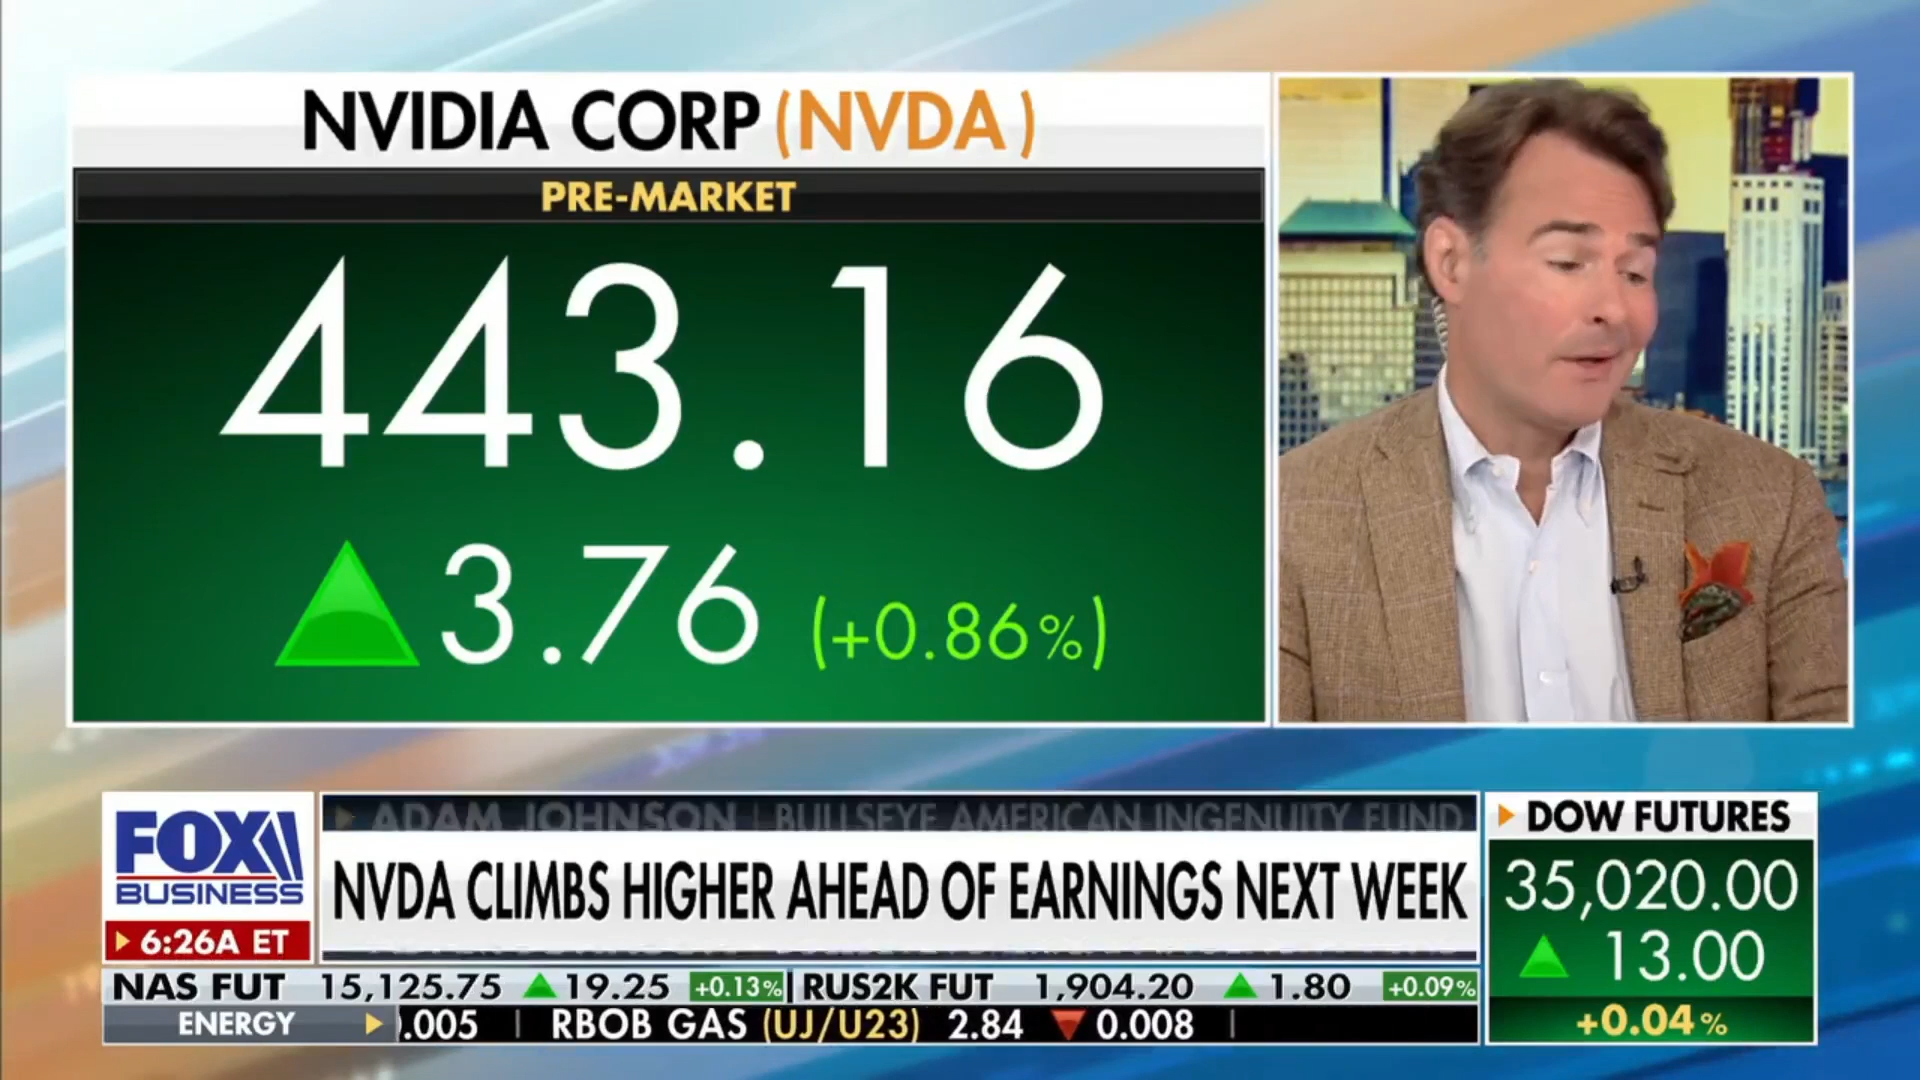 NVIDIA CORP (NVDA)
PRE-MARKET
443.16
▲ 3.76 (+0.86%)
FOX BUSINESS
6:26A ET
ADAM JOHNSON | BULLSEYE AMERICAN INGENUITY FUND
NVDA CLIMBS HIGHER AHEAD OF EARNINGS NEXT WEEK
DOW FUTURES
35,020.00
▲ 13.00
+0.04%
NAS FUT 15,125.75 ▲ 19.25 +0.13% | RUS2K FUT 1,904.20 ▲ 1.80 +0.09%
ENERGY .005 | RBOB GAS (UJ/U23) 2.84 ▼ 0.008 |